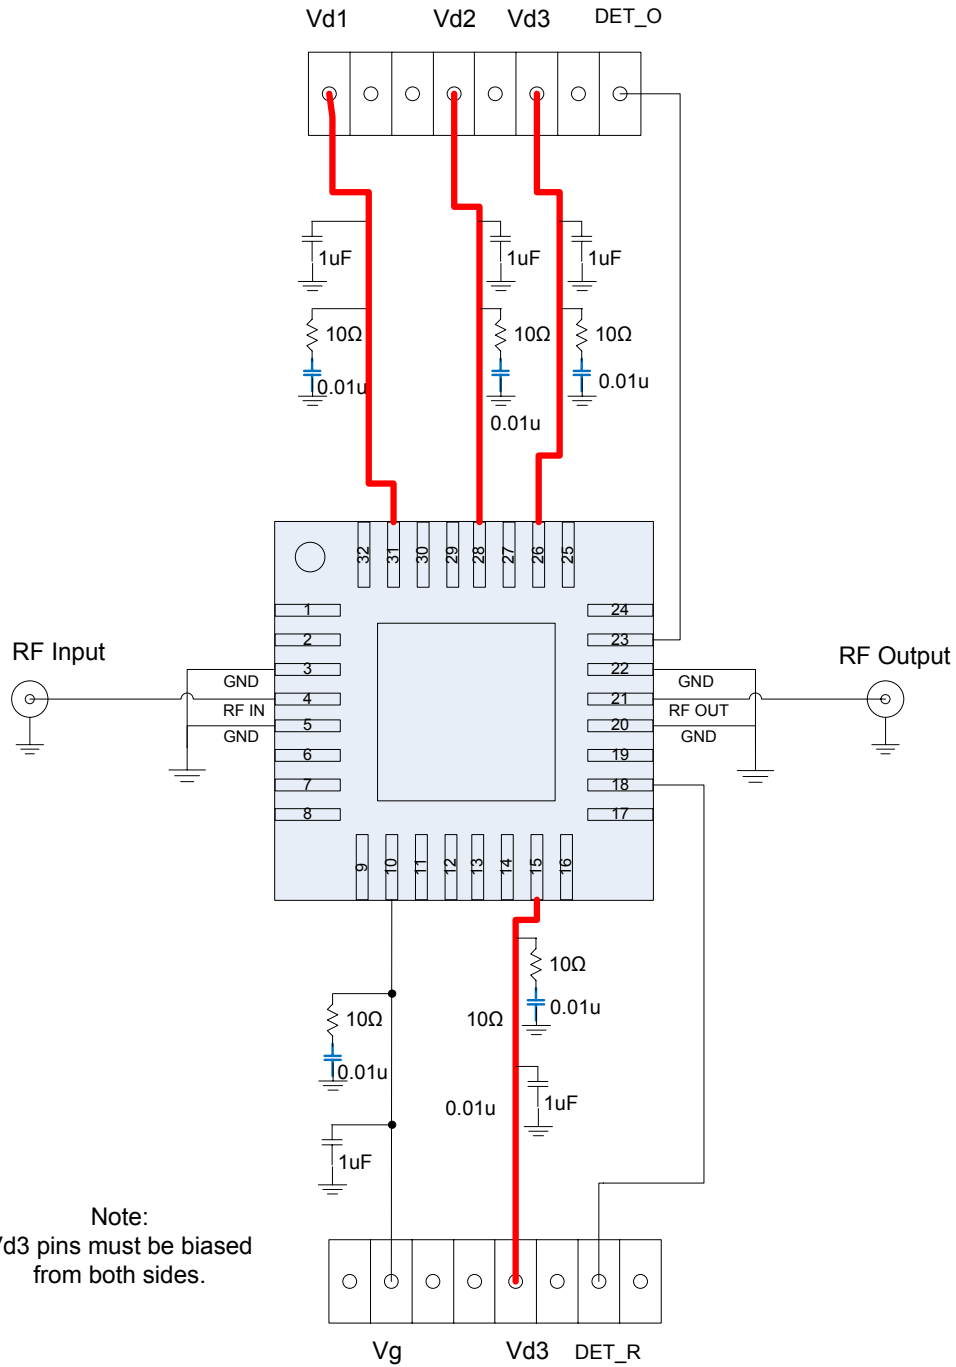 Vd1 Vd2 Vd3 DET_O
1uF 1uF 1uF
10Ω 10Ω 10Ω
0.01u 0.01u 0.01u
32 31 30 29 28 27 26 25
1 24
2 23
RF Input 3 22 RF Output
GND GND
4 21
RF IN RF OUT
5 20
GND GND
6 19
7 18
8 17
9 10 11 12 13 14 15 16
10Ω
0.01u
10Ω 10Ω
0.01u
0.01u 1uF
1uF
Note:
Vd3 pins must be biased
from both sides.
Vg Vd3 DET_R